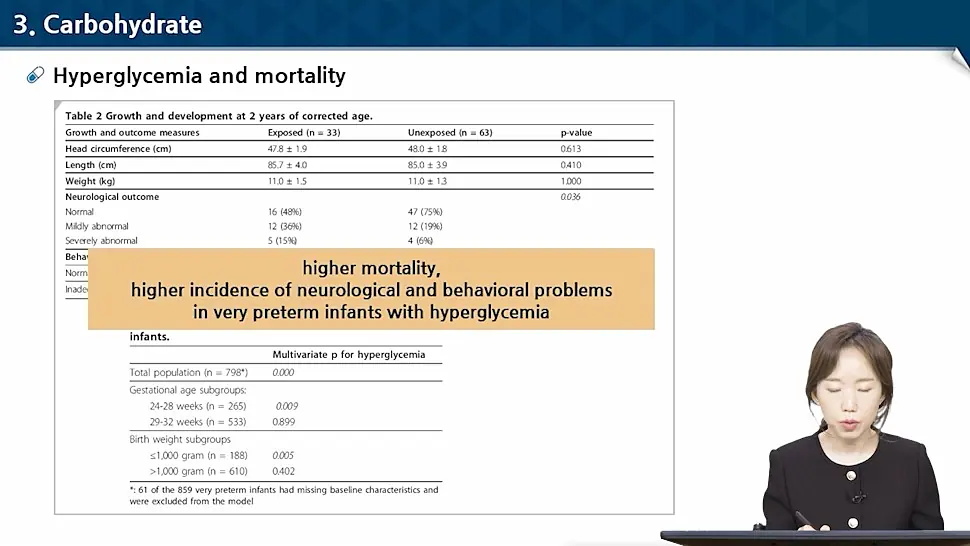 3. Carbohydrate
Hyperglycemia and mortality
Table 2 Growth and development at 2 years of corrected age.
Growth and outcome measures Exposed (n = 33) Unexposed (n = 63) p-value
Head circumference (cm) 47.8 ± 1.9 48.0 ± 1.8 0.613
Length (cm) 85.7 ± 4.0 85.0 ± 3.9 0.410
Weight (kg) 11.0 ± 1.5 11.0 ± 1.3 1.000
Neurological outcome 0.036
Normal 16 (48%) 47 (75%)
Mildly abnormal 12 (36%) 12 (19%)
Severely abnormal 5 (15%) 4 (6%)
higher mortality,
higher incidence of neurological and behavioral problems
in very preterm infants with hyperglycemia
infants.
Multivariate p for hyperglycemia
Total population (n = 798*) 0.000
Gestational age subgroups:
24-28 weeks (n = 265) 0.009
29-32 weeks (n = 533) 0.899
Birth weight subgroups
≤1,000 gram (n = 188) 0.005
>1,000 gram (n = 610) 0.402
*: 61 of the 859 very preterm infants had missing baseline characteristics and
were excluded from the model